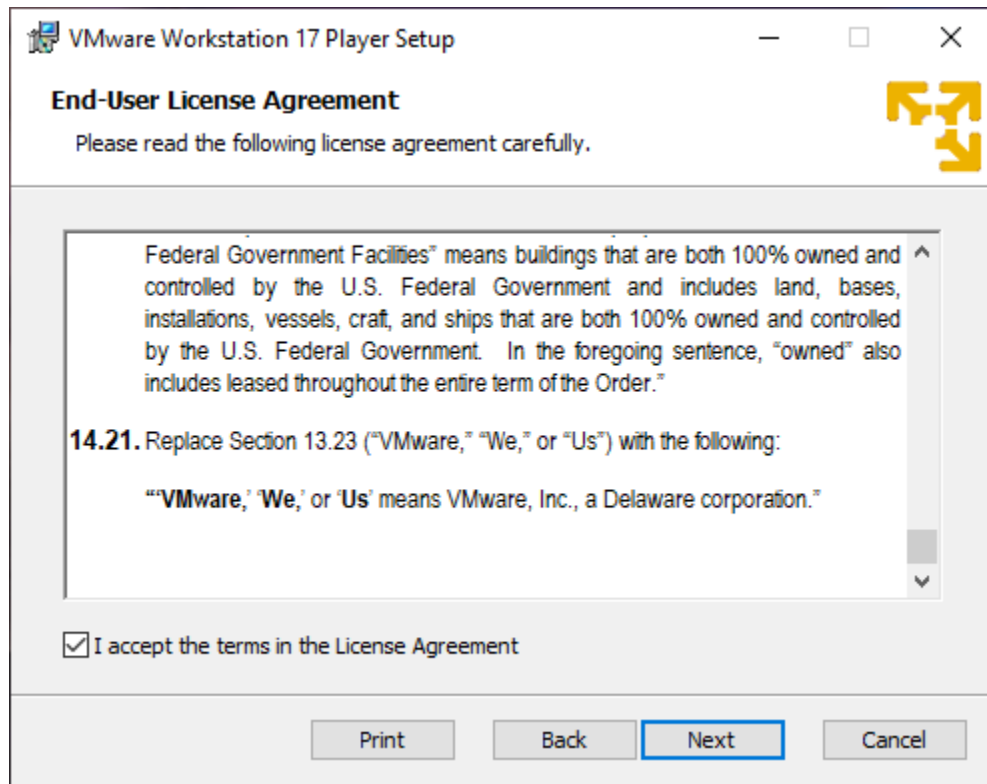 VMware Workstation 17 Player Setup
End-User License Agreement
Please read the following license agreement carefully.
Federal Government Facilities” means buildings that are both 100% owned and
controlled by the U.S. Federal Government and includes land, bases,
installations, vessels, craft, and ships that are both 100% owned and controlled
by the U.S. Federal Government. In the foregoing sentence, “owned” also
includes leased throughout the entire term of the Order.”
14.21. Replace Section 13.23 (“VMware,” “We,” or “Us”) with the following:
“‘VMware,’ ‘We,’ or ‘Us’ means VMware, Inc., a Delaware corporation.”
I accept the terms in the License Agreement
Print Back Next Cancel